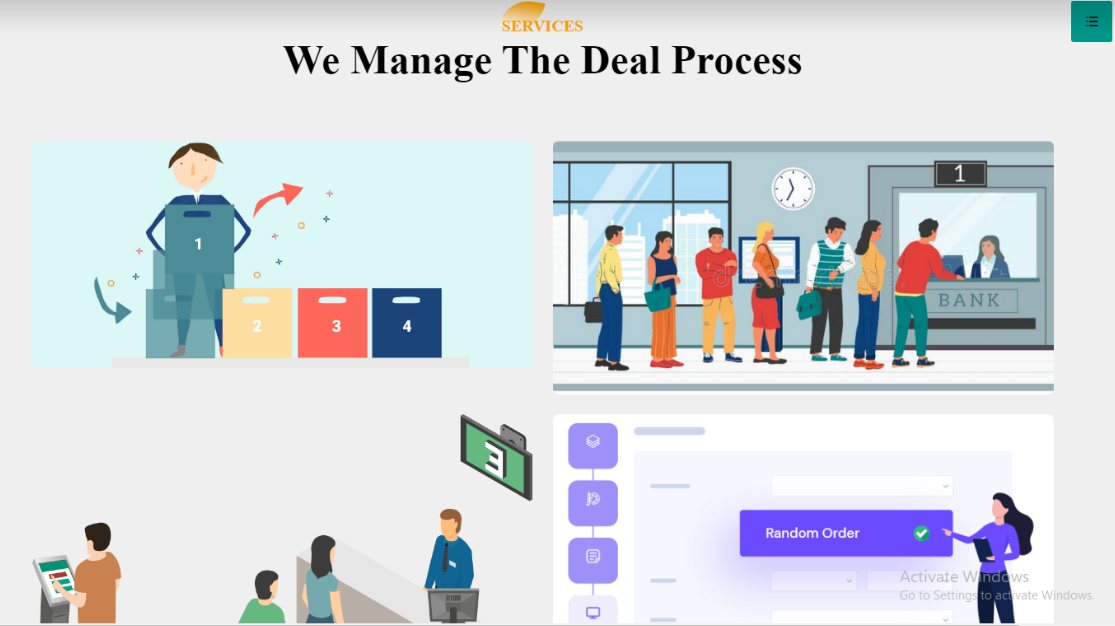 SERVICES
We Manage The Deal Process
1
2
3
4
1
BANK
3
Random Order
Activate Windows
Go to Settings to activate Windows.